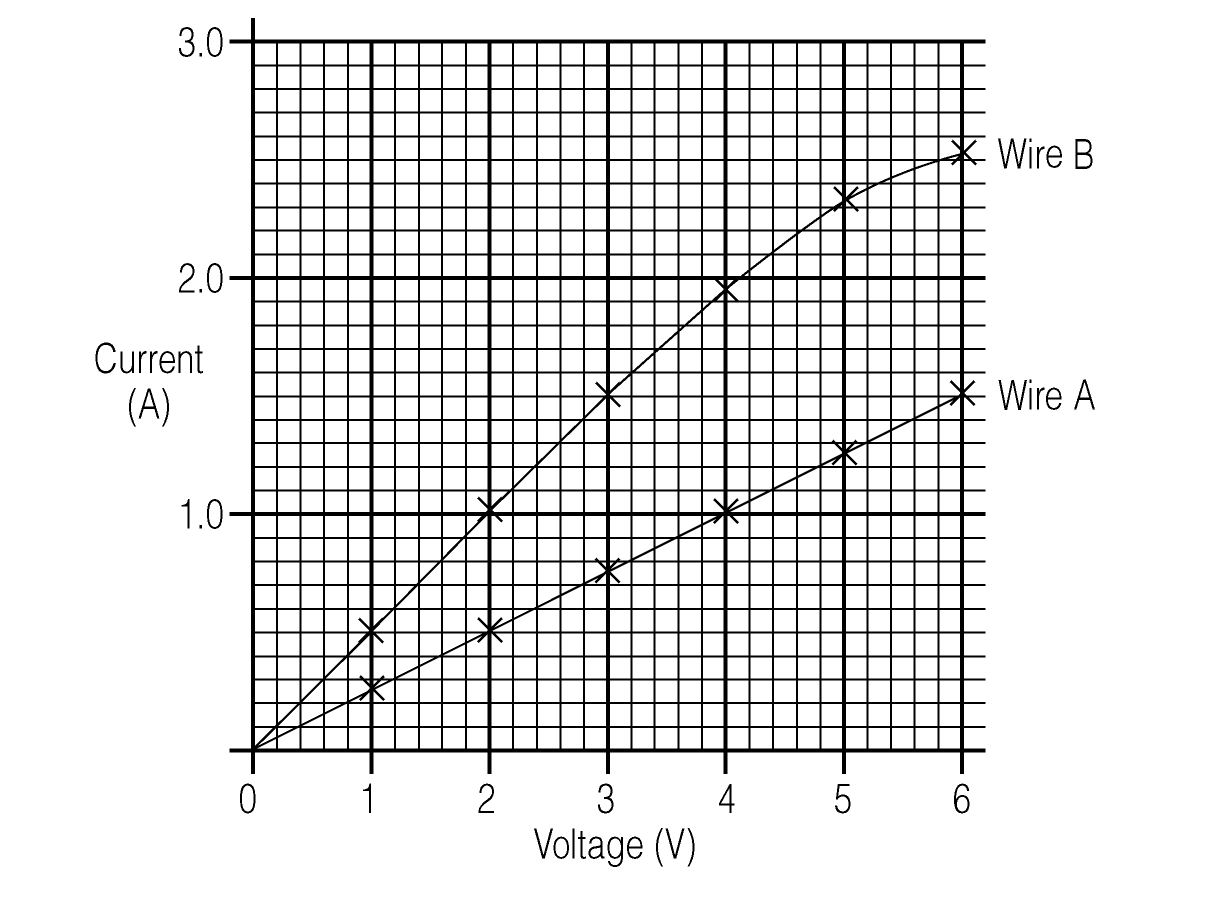 3.0
Wire B
2.0
Current
(A)
Wire A
1.0
0 1 2 3 4 5 6
Voltage (V)